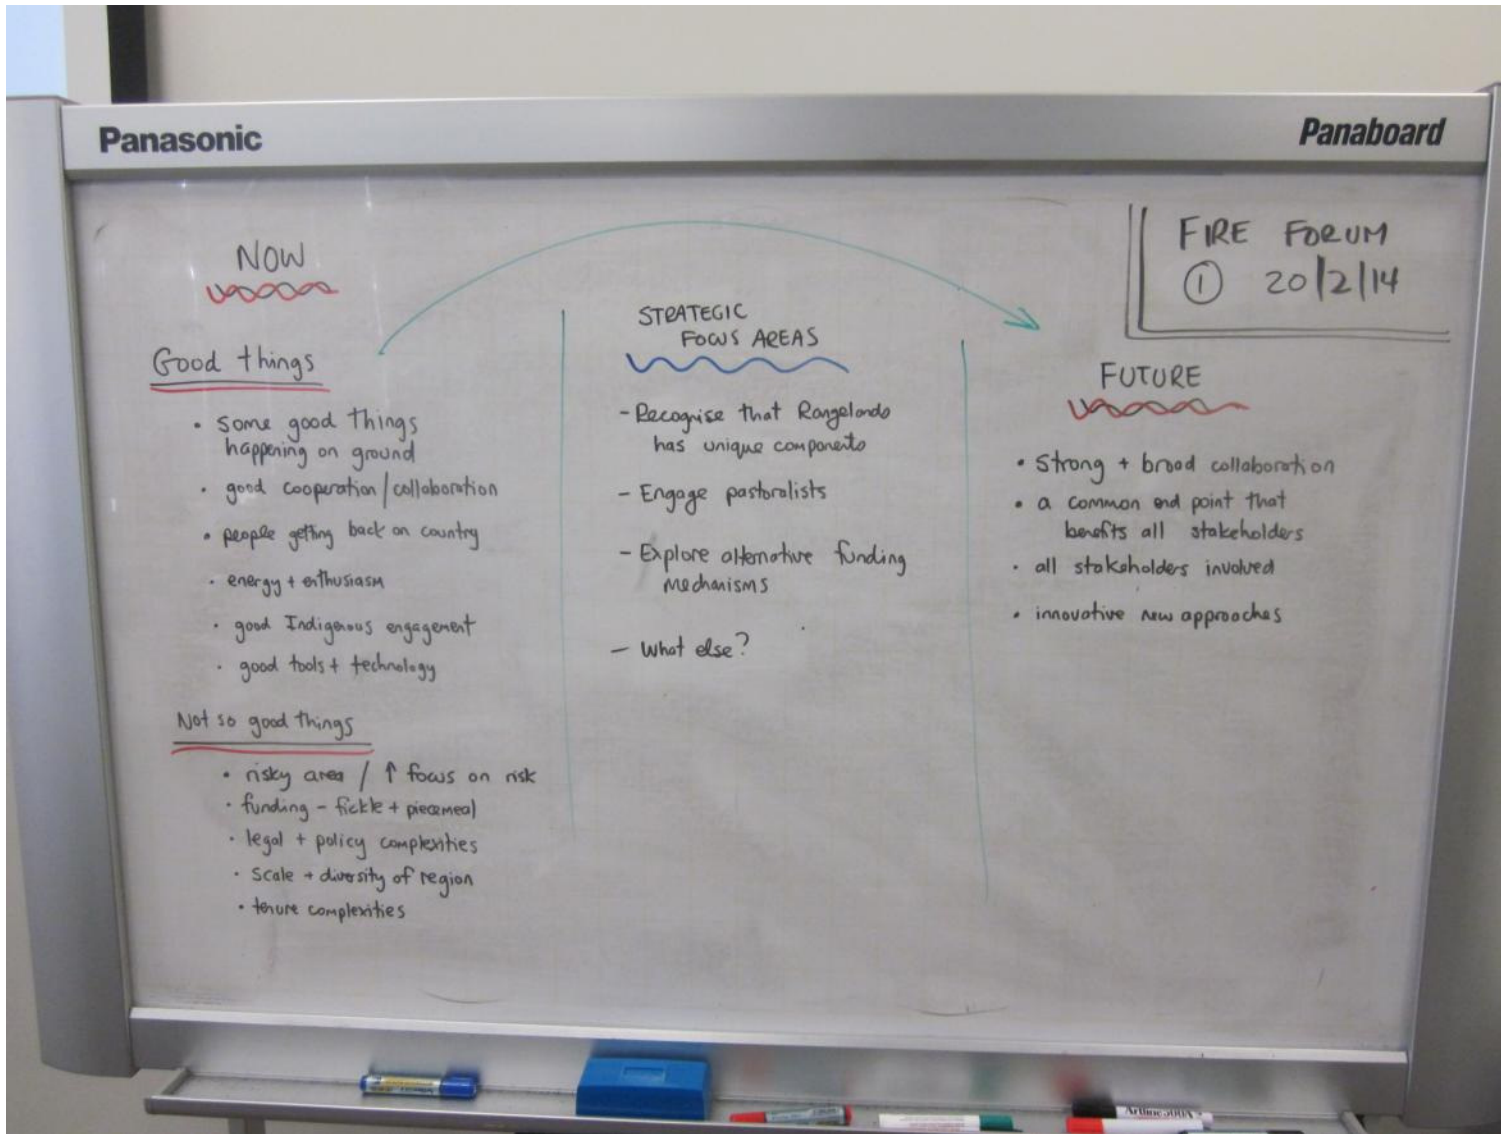 Panasonic
Panaboard
FIRE FORUM
① 20/2/14
NOW
Good things
• Some good things
happening on ground
• good cooperation/collaboration
• people getting back on country
• energy + enthusiasm
• good Indigenous engagement
• good tools + technology
Not so good things
• risky area / ↑ focus on risk
• funding - fickle + piecemeal
• legal + policy complexities
• Scale + diversity of region
• tenure complexities
STRATEGIC
FOCUS AREAS
- Recognise that Rangelands
has unique components
- Engage pastoralists
- Explore alternative funding
mechanisms
- What else?
FUTURE
• Strong + broad collaboration
• a common end point that
benefits all stakeholders
• all stakeholders involved
• innovative new approaches
Artline 500A